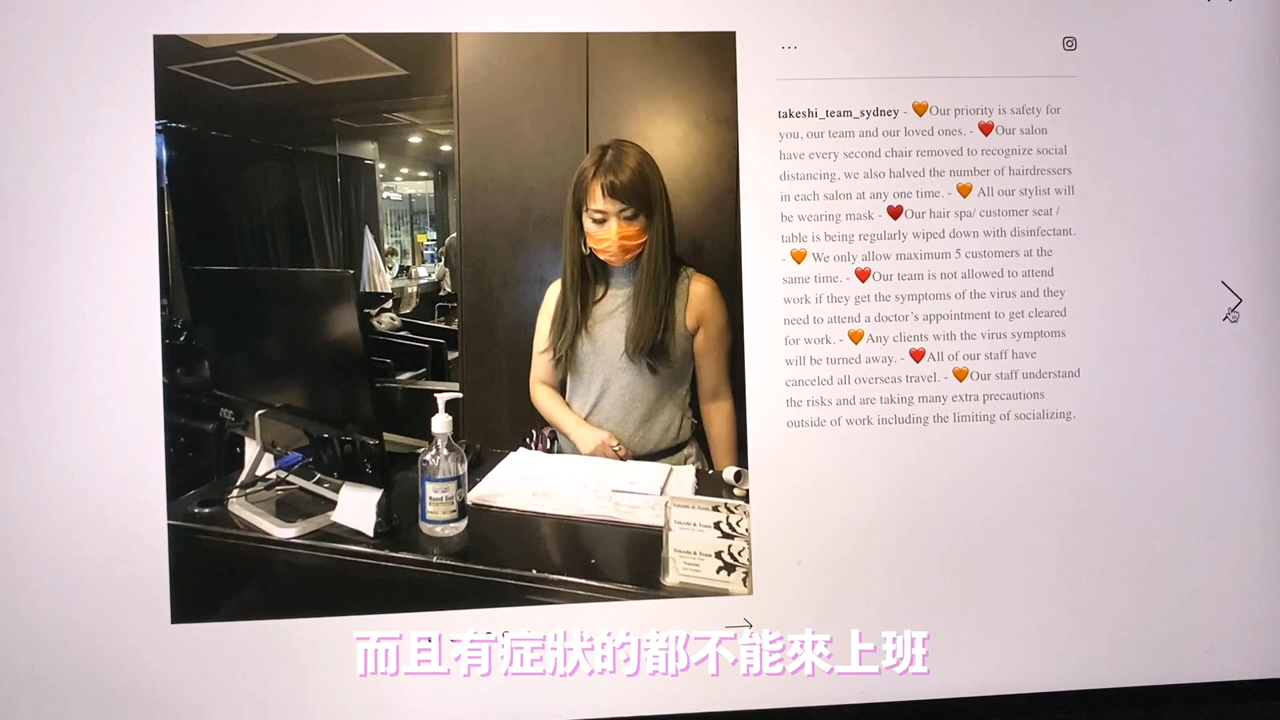 ...
takeshi_team_sydney - 🧡Our priority is safety for
you, our team and our loved ones. - ❤️Our salon
have every second chair removed to recognize social
distancing, we also halved the number of hairdressers
in each salon at any one time. - 🧡 All our stylist will
be wearing mask - ❤️Our hair spa/ customer seat /
table is being regularly wiped down with disinfectant.
- 🧡 We only allow maximum 5 customers at the
same time. - ❤️Our team is not allowed to attend
work if they get the symptoms of the virus and they
need to attend a doctor's appointment to get cleared
for work. - 🧡Any clients with the virus symptoms
will be turned away. - ❤️All of our staff have
canceled all overseas travel. - 🧡Our staff understand
the risks and are taking many extra precautions
outside of work including the limiting of socializing.
AOC
Hand Gel
Takeshi & Team
Takeshi & Team
而且有症狀的都不能來上班